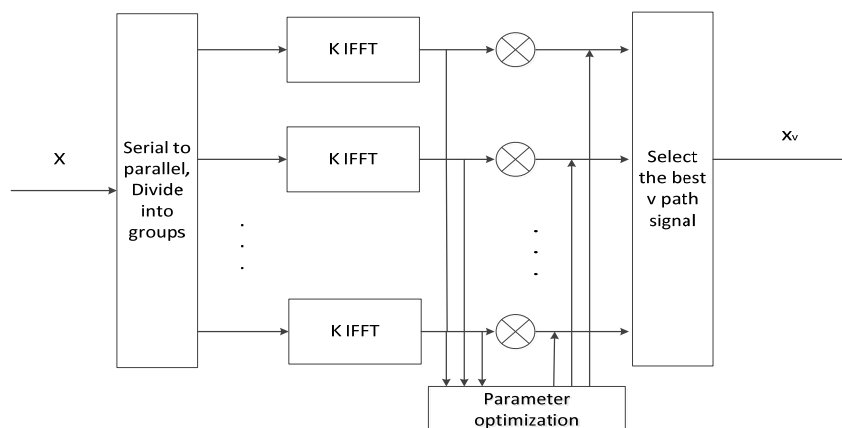 X
Serial to
parallel,
Divide
into
groups
K IFFT
K IFFT
K IFFT
Select
the best
v path
signal
xv
Parameter
optimization